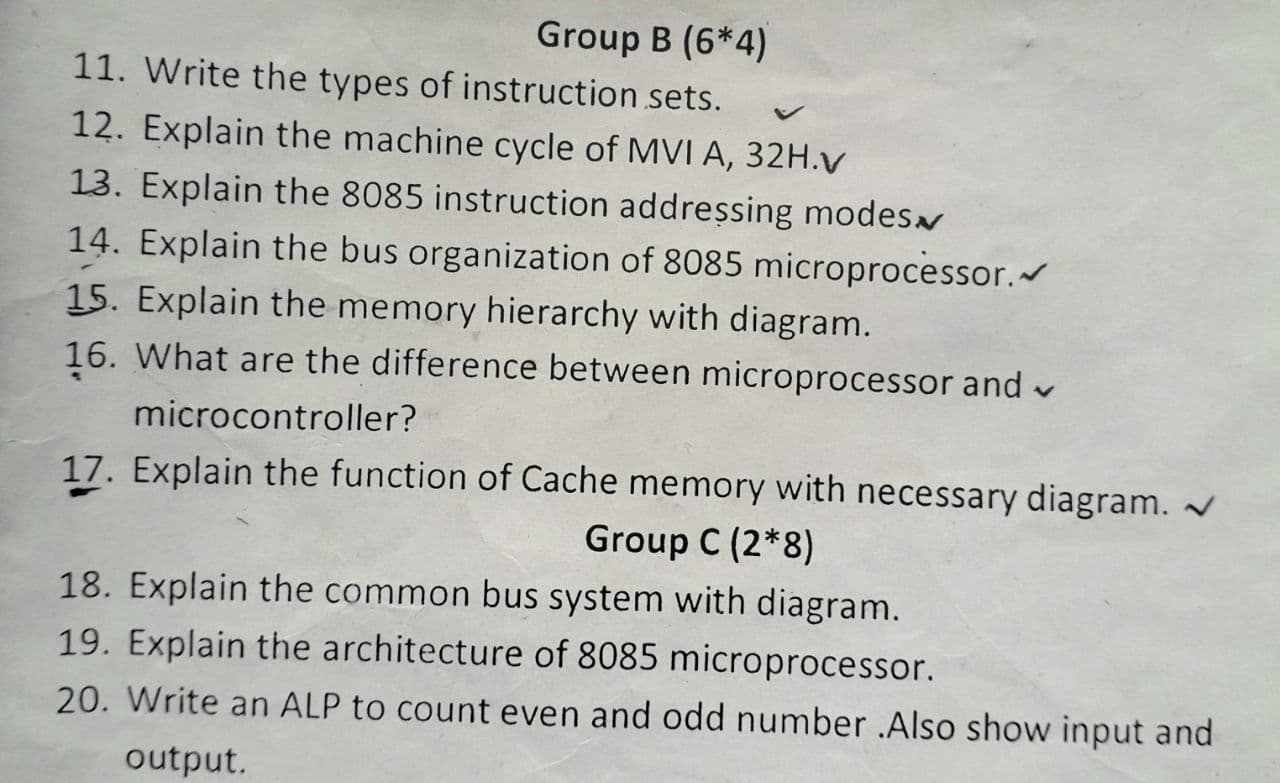 Group B (6*4)
11. Write the types of instruction sets.
12. Explain the machine cycle of MVI A, 32H.
13. Explain the 8085 instruction addressing modes
14. Explain the bus organization of 8085 microprocessor.
15. Explain the memory hierarchy with diagram.
16. What are the difference between microprocessor and
microcontroller?
17. Explain the function of Cache memory with necessary diagram.
Group C (2*8)
18. Explain the common bus system with diagram.
19. Explain the architecture of 8085 microprocessor.
20. Write an ALP to count even and odd number .Also show input and
output.